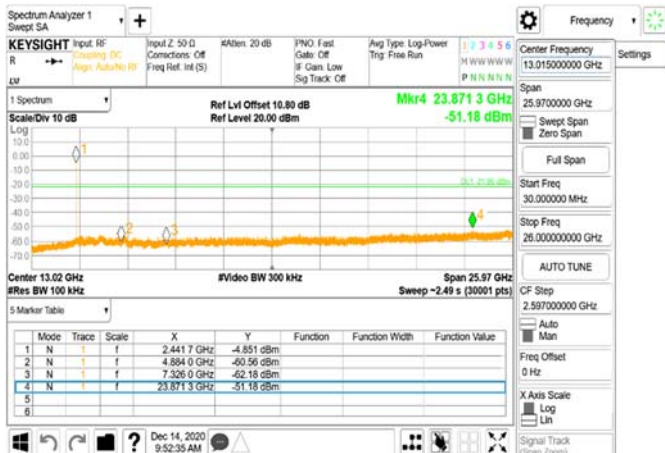 Spectrum Analyzer 1
Swept SA
Frequency
KEYSIGHT Input: RF
Coupling: DC
Align: Auto/No RF
Input Z: 50 Ω
Corrections: Off
Freq Ref: Int (S)
#Atten: 20 dB
PNO: Fast
Gate: Off
IF Gain: Low
Sig Track: Off
Avg Type: Log-Power
Trig: Free Run
1 2 3 4 5 6
M W W W W W
P N N N N N
R
LXI
1 Spectrum
Scale/Div 10 dB
Ref Lvl Offset 10.80 dB
Ref Level 20.00 dBm
Mkr4 23.871 3 GHz
-51.18 dBm
Log
10.0
0.00
-10.0
-20.0
-30.0
-40.0
-50.0
-60.0
-70.0
1
2
3
4
Center 13.02 GHz
#Video BW 300 kHz
Span 25.97 GHz
#Res BW 100 kHz
Sweep ~2.49 s (30001 pts)
5 Marker Table
Mode Trace Scale X Y Function Function Width Function Value
1 N 1 f 2.441 7 GHz -4.851 dBm
2 N 1 f 4.884 0 GHz -60.56 dBm
3 N 1 f 7.326 0 GHz -62.18 dBm
4 N 1 f 23.871 3 GHz -51.18 dBm
5
6
Dec 14, 2020
9:52:35 AM
Center Frequency
13.015000000 GHz
Settings
Span
25.9700000 GHz
Swept Span
Zero Span
Full Span
Start Freq
30.000000 MHz
Stop Freq
26.000000000 GHz
AUTO TUNE
CF Step
2.597000000 GHz
Auto
Man
Freq Offset
0 Hz
X Axis Scale
Log
Lin
Signal Track
(Span Zoom)